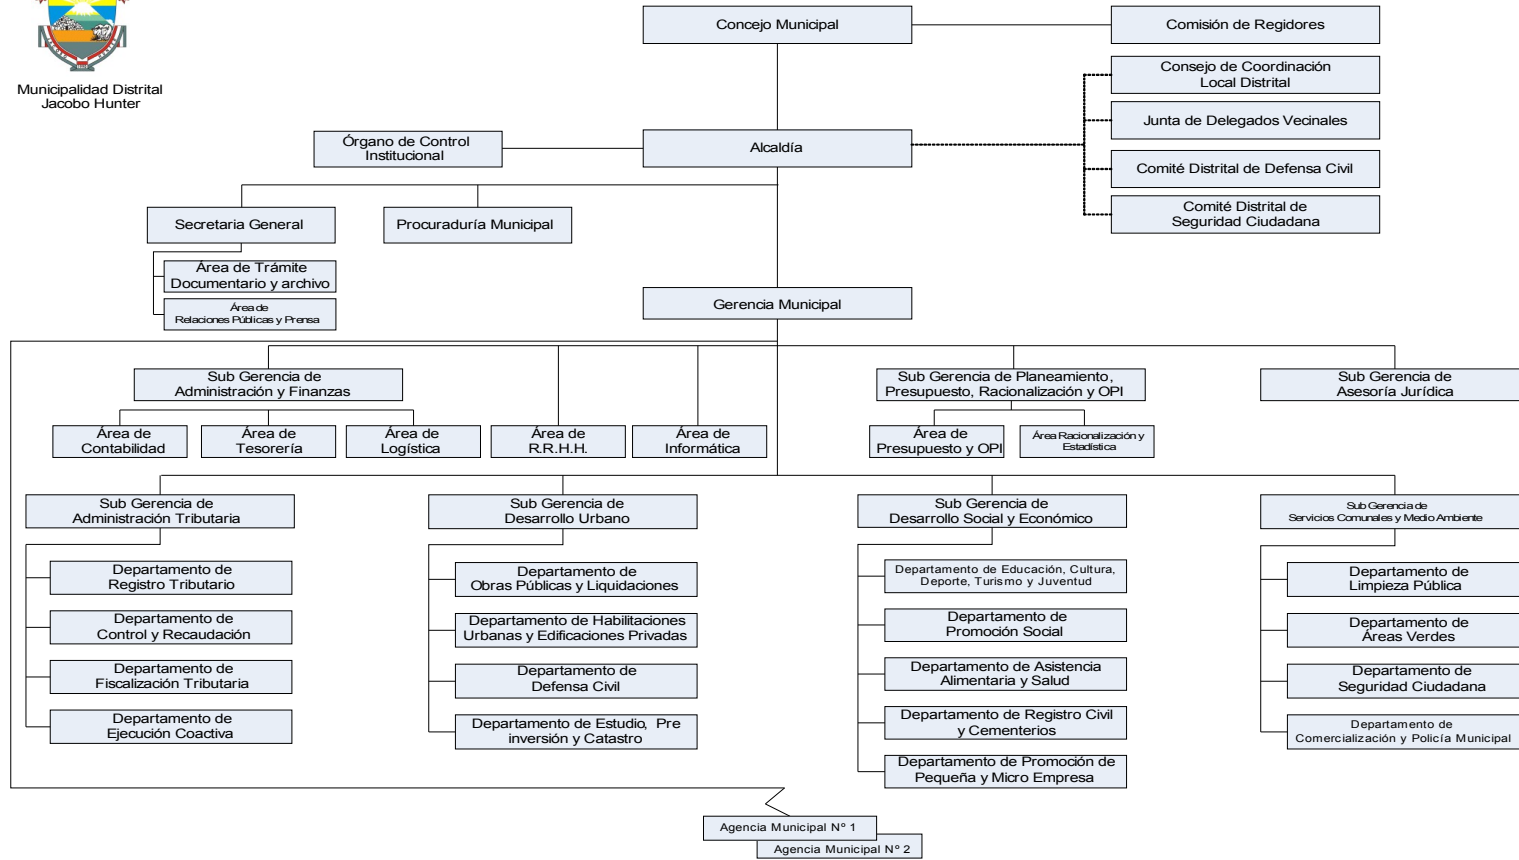 Municipalidad Distrital
Jacobo Hunter
Concejo Municipal
Comisión de Regidores
Consejo de Coordinación
Local Distrital
Junta de Delegados Vecinales
Comité Distrital de Defensa Civil
Comité Distrital de
Seguridad Ciudadana
Órgano de Control
Institucional
Alcaldía
Secretaria General
Procuraduría Municipal
Área de Trámite
Documentario y archivo
Área de
Relaciones Públicas y Prensa
Gerencia Municipal
Sub Gerencia de
Administración y Finanzas
Sub Gerencia de Planeamiento,
Presupuesto, Racionalización y OPI
Sub Gerencia de
Asesoría Jurídica
Área de
Contabilidad
Área de
Tesorería
Área de
Logística
Área de
R.R.H.H.
Área de
Informática
Área de
Presupuesto y OPI
Área Racionalización y
Estadística
Sub Gerencia de
Administración Tributaria
Departamento de
Registro Tributario
Departamento de
Control y Recaudación
Departamento de
Fiscalización Tributaria
Departamento de
Ejecución Coactiva
Sub Gerencia de
Desarrollo Urbano
Departamento de
Obras Públicas y Liquidaciones
Departamento de Habilitaciones
Urbanas y Edificaciones Privadas
Departamento de
Defensa Civil
Departamento de Estudio, Pre
inversión y Catastro
Sub Gerencia de
Desarrollo Social y Económico
Departamento de Educación, Cultura,
Deporte, Turismo y Juventud
Departamento de
Promoción Social
Departamento de Asistencia
Alimentaria y Salud
Departamento de Registro Civil
y Cementerios
Departamento de Promoción de
Pequeña y Micro Empresa
Sub Gerencia de
Servicios Comunales y Medio Ambiente
Departamento de
Limpieza Pública
Departamento de
Áreas Verdes
Departamento de
Seguridad Ciudadana
Departamento de
Comercialización y Policía Municipal
Agencia Municipal Nº 1
Agencia Municipal Nº 2